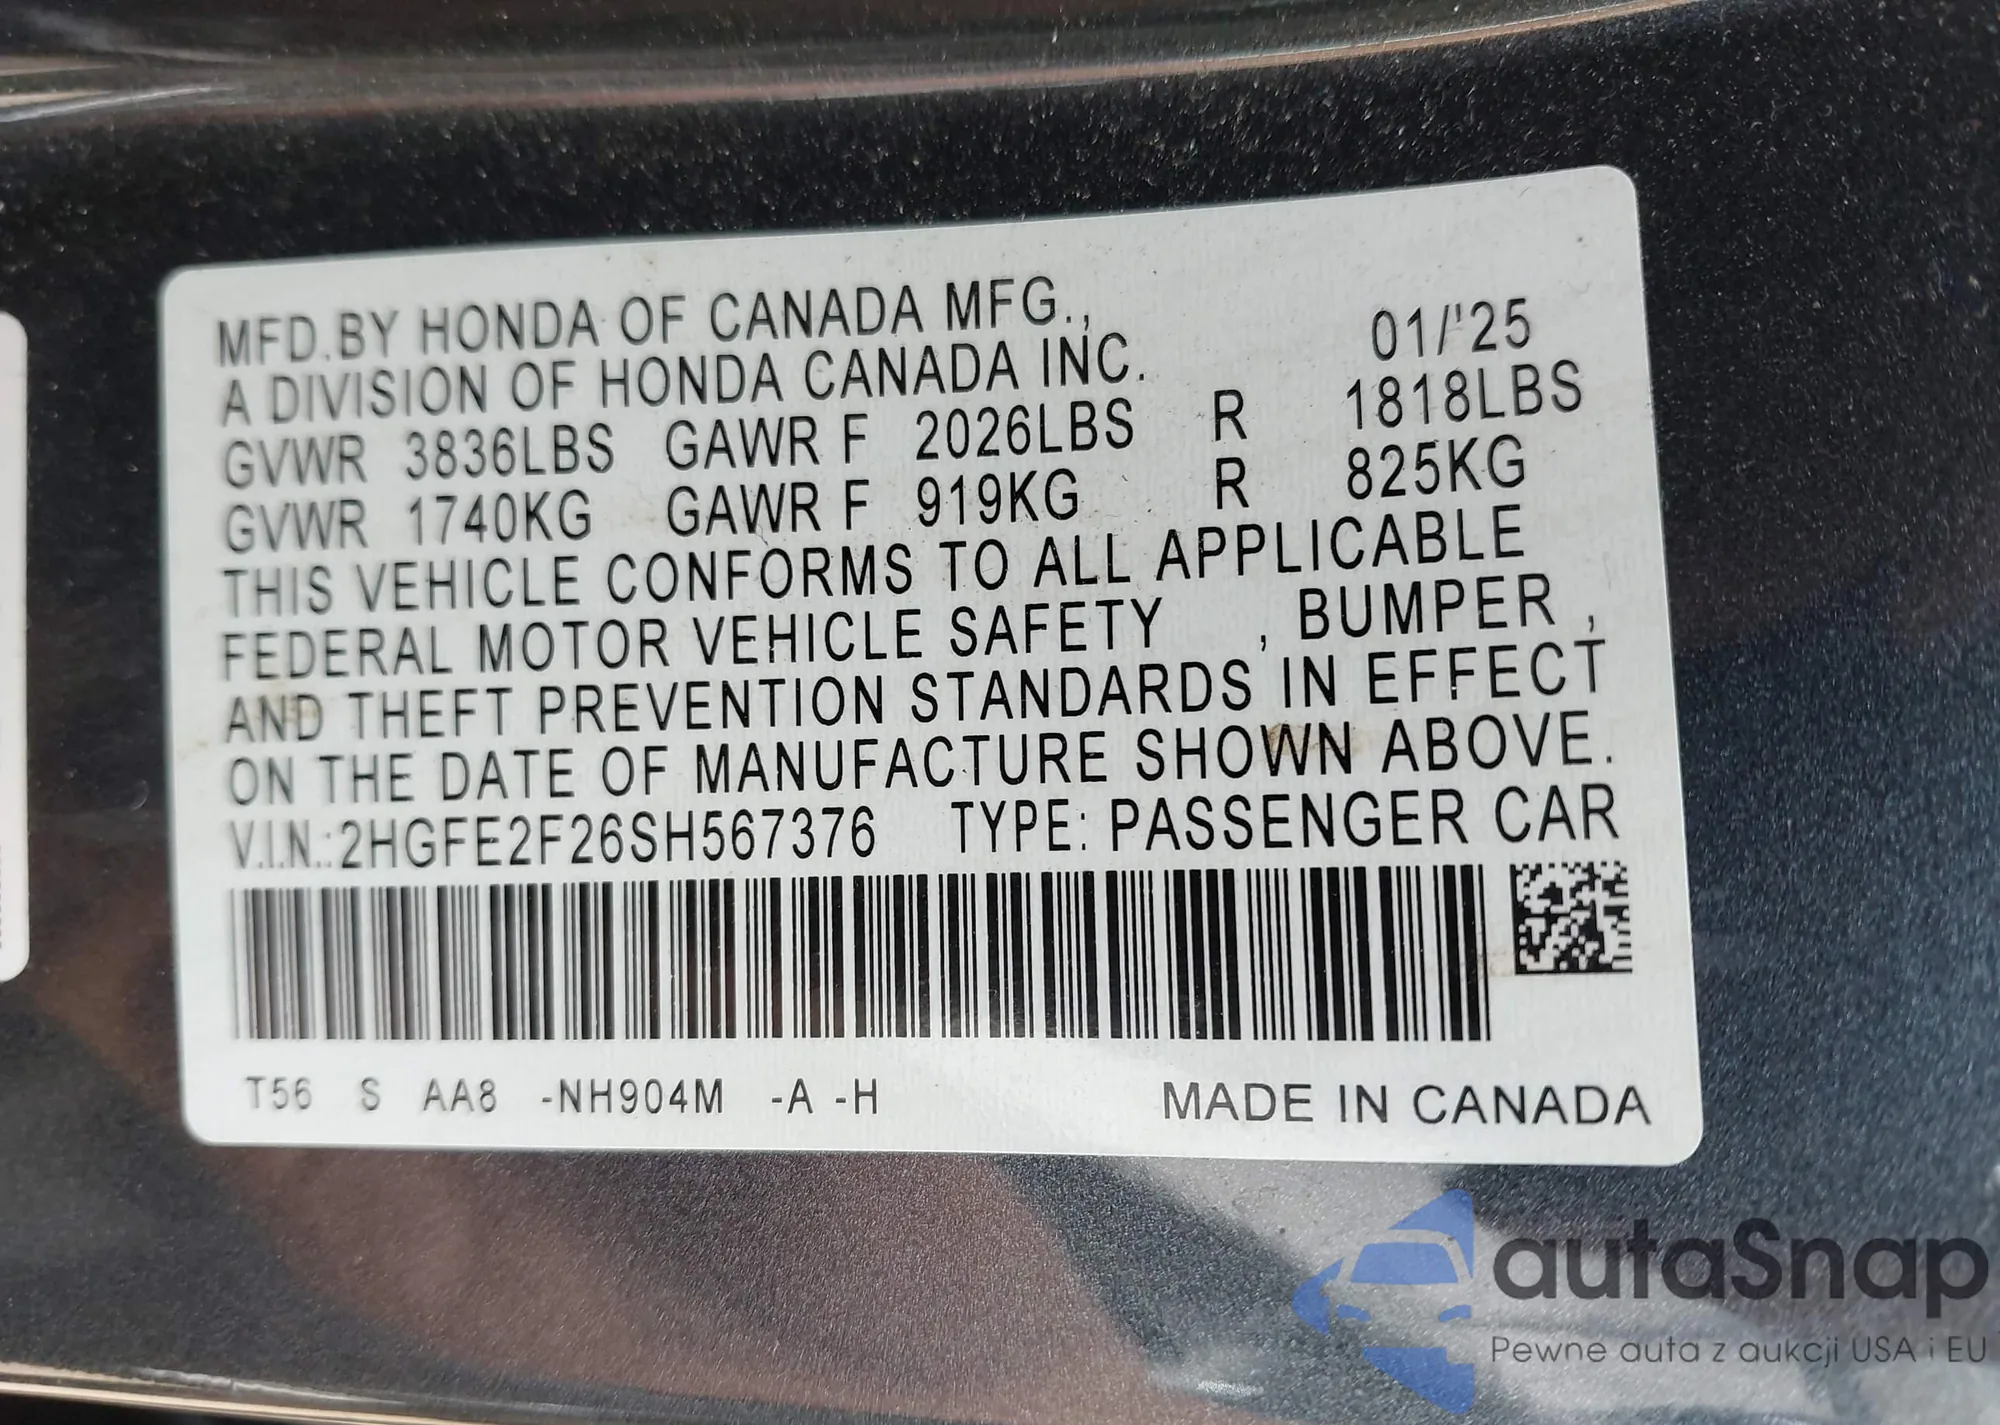 MFD.BY HONDA OF CANADA MFG.,
A DIVISION OF HONDA CANADA INC. 01/'25
GVWR 3836LBS GAWR F 2026LBS R 1818LBS
GVWR 1740KG GAWR F 919KG R 825KG
THIS VEHICLE CONFORMS TO ALL APPLICABLE
FEDERAL MOTOR VEHICLE SAFETY , BUMPER ,
AND THEFT PREVENTION STANDARDS IN EFFECT
ON THE DATE OF MANUFACTURE SHOWN ABOVE.
V.I.N.:2HGFE2F26SH567376 TYPE: PASSENGER CAR
T56 S AA8 -NH904M -A -H MADE IN CANADA
autaSnap
Pewne auta z aukcji USA i EU